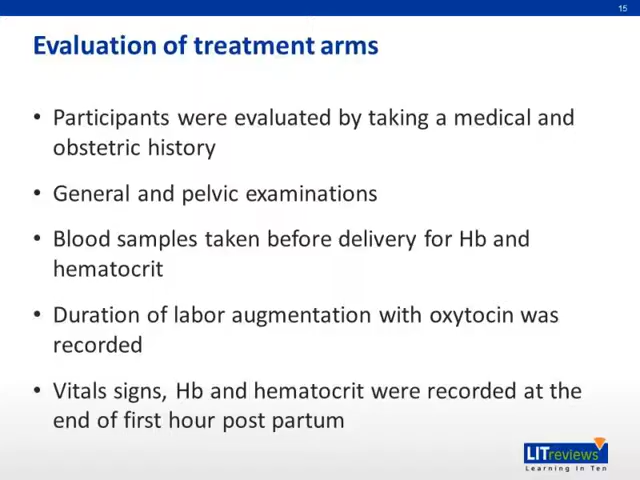 15
Evaluation of treatment arms
• Participants were evaluated by taking a medical and
obstetric history
• General and pelvic examinations
• Blood samples taken before delivery for Hb and
hematocrit
• Duration of labor augmentation with oxytocin was
recorded
• Vitals signs, Hb and hematocrit were recorded at the
end of first hour post partum
LITreviews
Learning In Ten